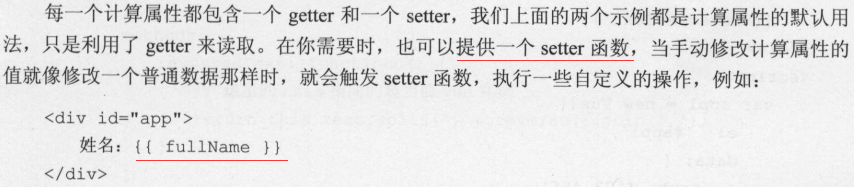 每一个计算属性都包含一个 getter 和一个 setter，我们上面的两个示例都是计算属性的默认用
法，只是利用了 getter 来读取。在你需要时，也可以提供一个 setter 函数，当手动修改计算属性的
值就像修改一个普通数据那样时，就会触发 setter 函数，执行一些自定义的操作，例如：
<div id="app">
姓名：{{ fullName }}
</div>